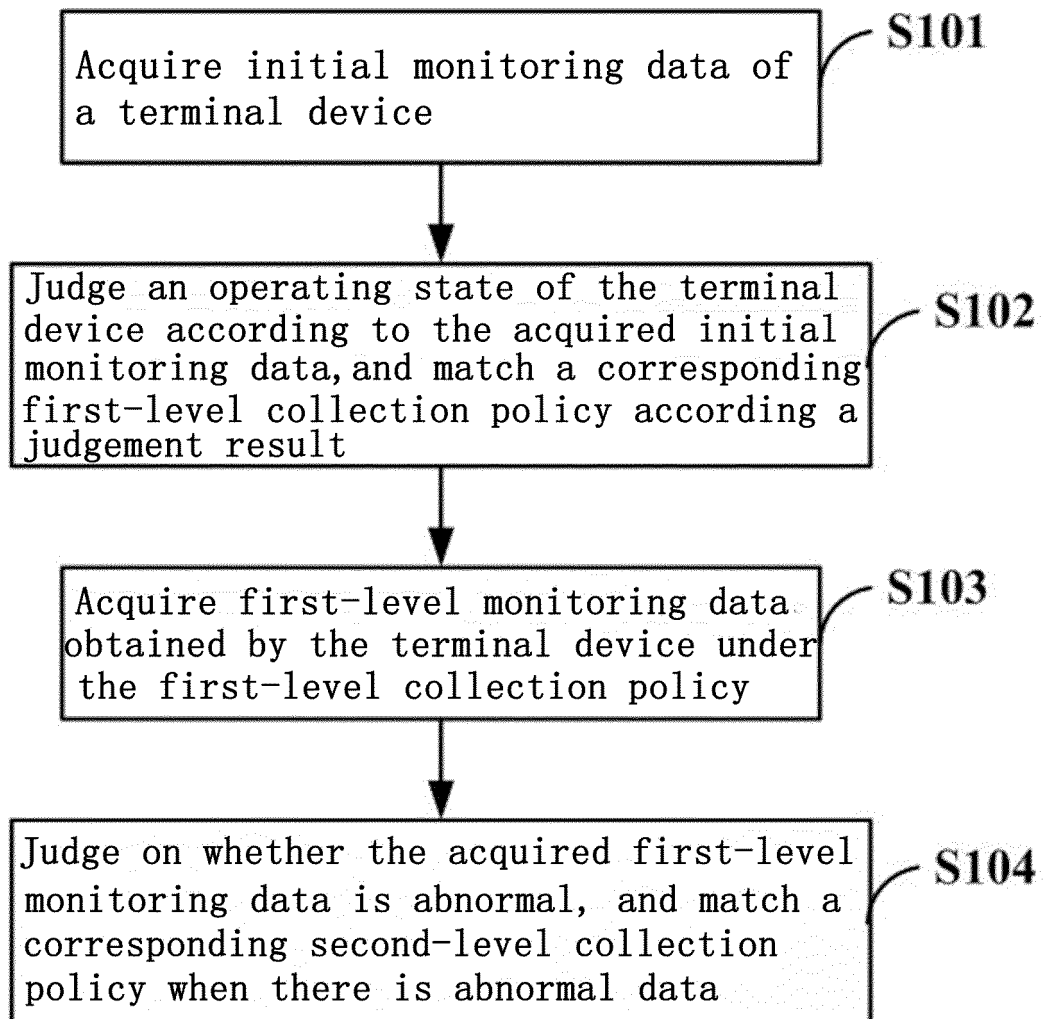 S101
Acquire initial monitoring data of
a terminal device
S102
Judge an operating state of the terminal
device according to the acquired initial
monitoring data, and match a corresponding
first-level collection policy according a
judgement result
S103
Acquire first-level monitoring data
obtained by the terminal device under
the first-level collection policy
S104
Judge on whether the acquired first-level
monitoring data is abnormal, and match a
corresponding second-level collection
policy when there is abnormal data